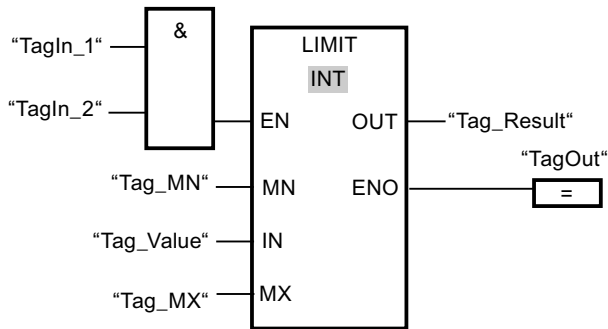 &
“TagIn_1“
“TagIn_2“
LIMIT
INT
EN
OUT
“Tag_Result“
“TagOut“
“Tag_MN“
MN
ENO
=
“Tag_Value“
IN
“Tag_MX“
MX